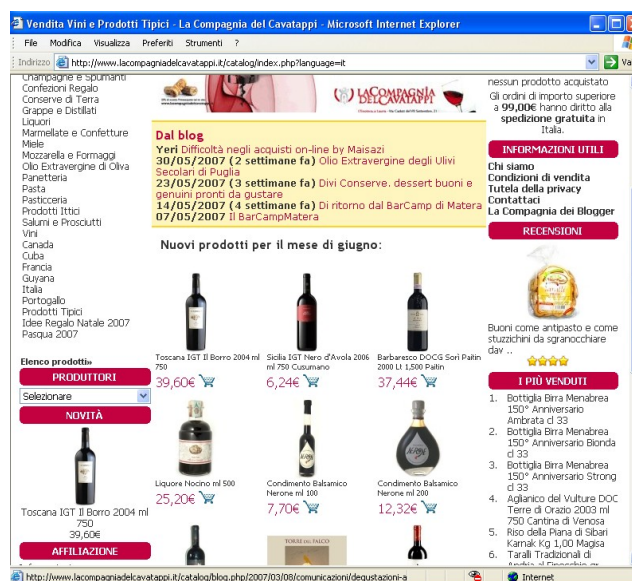 Vendita Vini e Prodotti Tipici - La Compagnia del Cavatappi - Microsoft Internet Explorer
File Modifica Visualizza Preferiti Strumenti ?
Indirizzo http://www.lacompagniadelcavatappi.it/catalog/index.php?language=it Va
Champagne e Spumanti
Confezioni Regalo
Conserve di Terra
Grappe e Distillati
Liquori
Marmellate e Confetture
Miele
Mozzarella e Formaggi
Olio Extravergine di Oliva
Panetteria
Pasta
Pasticceria
Prodotti Ittici
Salumi e Prosciutti
Vini
Canada
Cuba
Francia
Guyana
Italia
Portogallo
Prodotti Tipici
Idee Regalo Natale 2007
Pasqua 2007
Elenco prodotti»
PRODUTTORI
Selezionare
NOVITÀ
Toscana IGT Il Borro 2004 ml
750
39,60€
AFFILIAZIONE
LACOMPAGNIA
DELCAVATAPPI
Dal blog
Yeri Difficoltà negli acquisti on-line by Maisazi
30/05/2007 (2 settimane fa) Olio Extravergine degli Ulivi
Secolari di Puglia
23/05/2007 (3 settimane fa) Divi Conserve. dessert buoni e
genuini pronti da gustare
14/05/2007 (4 settimane fa) Di ritorno dal BarCamp di Matera
07/05/2007 Il BarCampMatera
Nuovi prodotti per il mese di giugno:
Toscana IGT Il Borro 2004 ml
750
39,60€
Sicilia IGT Nero d'Avola 2006
ml 750 Cusumano
6,24€
Barbaresco DOCG Sorì Paitin
2000 Lt 1,500 Paitin
37,44€
Liquore Nocino ml 500
25,20€
Condimento Balsamico
Nerone ml 100
7,70€
Condimento Balsamico
Nerone ml 200
12,32€
TORRE DEL FALCO
nessun prodotto acquistato
Gli ordini di importo superiore
a 99,00€ hanno diritto alla
spedizione gratuita in
Italia.
INFORMAZIONI UTILI
Chi siamo
Condizioni di vendita
Tutela della privacy
Contattaci
La Compagnia dei Blogger
RECENSIONI
Buoni come antipasto e come
stuzzichini da sgranocchiare
dav ..
I PIÙ VENDUTI
1. Bottiglia Birra Menabrea
150° Anniversario
Ambrata cl 33
2. Bottiglia Birra Menabrea
150° Anniversario Bionda
cl 33
3. Bottiglia Birra Menabrea
150° Anniversario Strong
cl 33
4. Aglianico del Vulture DOC
Terre di Orazio 2003 ml
750 Cantina di Venosa
5. Riso della Piana di Sibari
Karnak Kg 1,00 Magisa
6. Taralli Tradizionali di
Andria al Finocchio gr
http://www.lacompagniadelcavatappi.it/catalog/blog.php/2007/03/08/comunicazioni/degustazioni-a
Internet